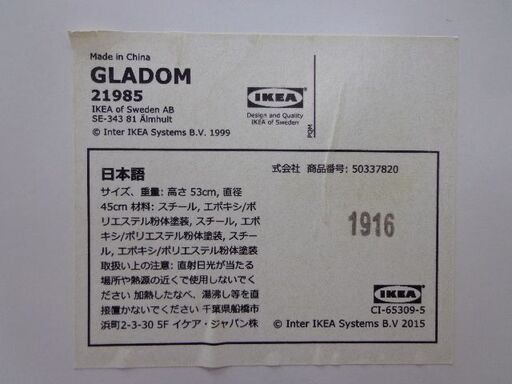 Made in China
GLADOM
21985
IKEA of Sweden AB
SE-343 81 Älmhult
© Inter IKEA Systems B.V. 1999
IKEA
Design and Quality
IKEA of Sweden
PQM
日本語
サイズ、重量: 高さ 53cm, 直径
45cm 材料: スチール, エポキシ/ポ
リエステル粉体塗装, スチール, エポ
キシ/ポリエステル粉体塗装, スチー
ル, エポキシ/ポリエステル粉体塗装
取扱い上の注意: 直射日光が当たる
場所や熱源の近くで使用しないでく
ださい 加熱したなべ、湯沸し等を直
接置かないでください 千葉県船橋市
浜町2-3-30 5F イケア・ジャパン株
式会社 商品番号: 50337820
1916
IKEA
CI-65309-5
© Inter IKEA Systems B.V 2015